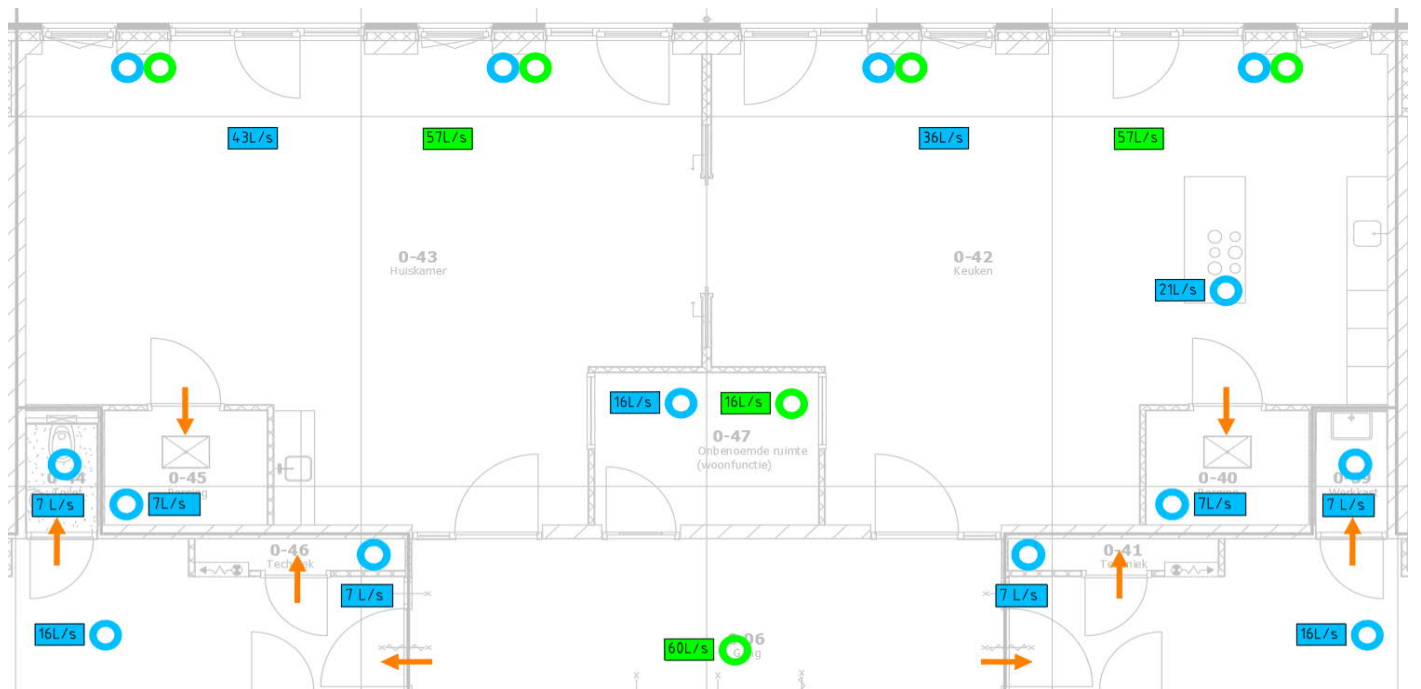 43L/s
57L/s
36L/s
57L/s
0-43
Huiskamer
0-42
Keuken
21L/s
16L/s
16L/s
0-47
Onbenoemde ruimte
(woonfunctie)
0-45
0-40
7 L/s
7L/s
7L/s
7 L/s
0-46
Techniek
0-41
7 L/s
7 L/s
16L/s
60L/s
16L/s